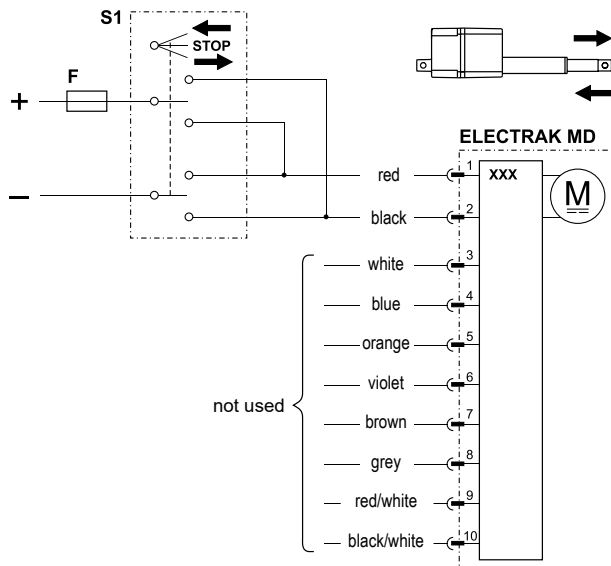 S1
STOP
F
+
−
ELECTRAK MD
red 1 XXX M
black 2
white 3
blue 4
orange 5
violet 6
not used
brown 7
grey 8
red/white 9
black/white 10